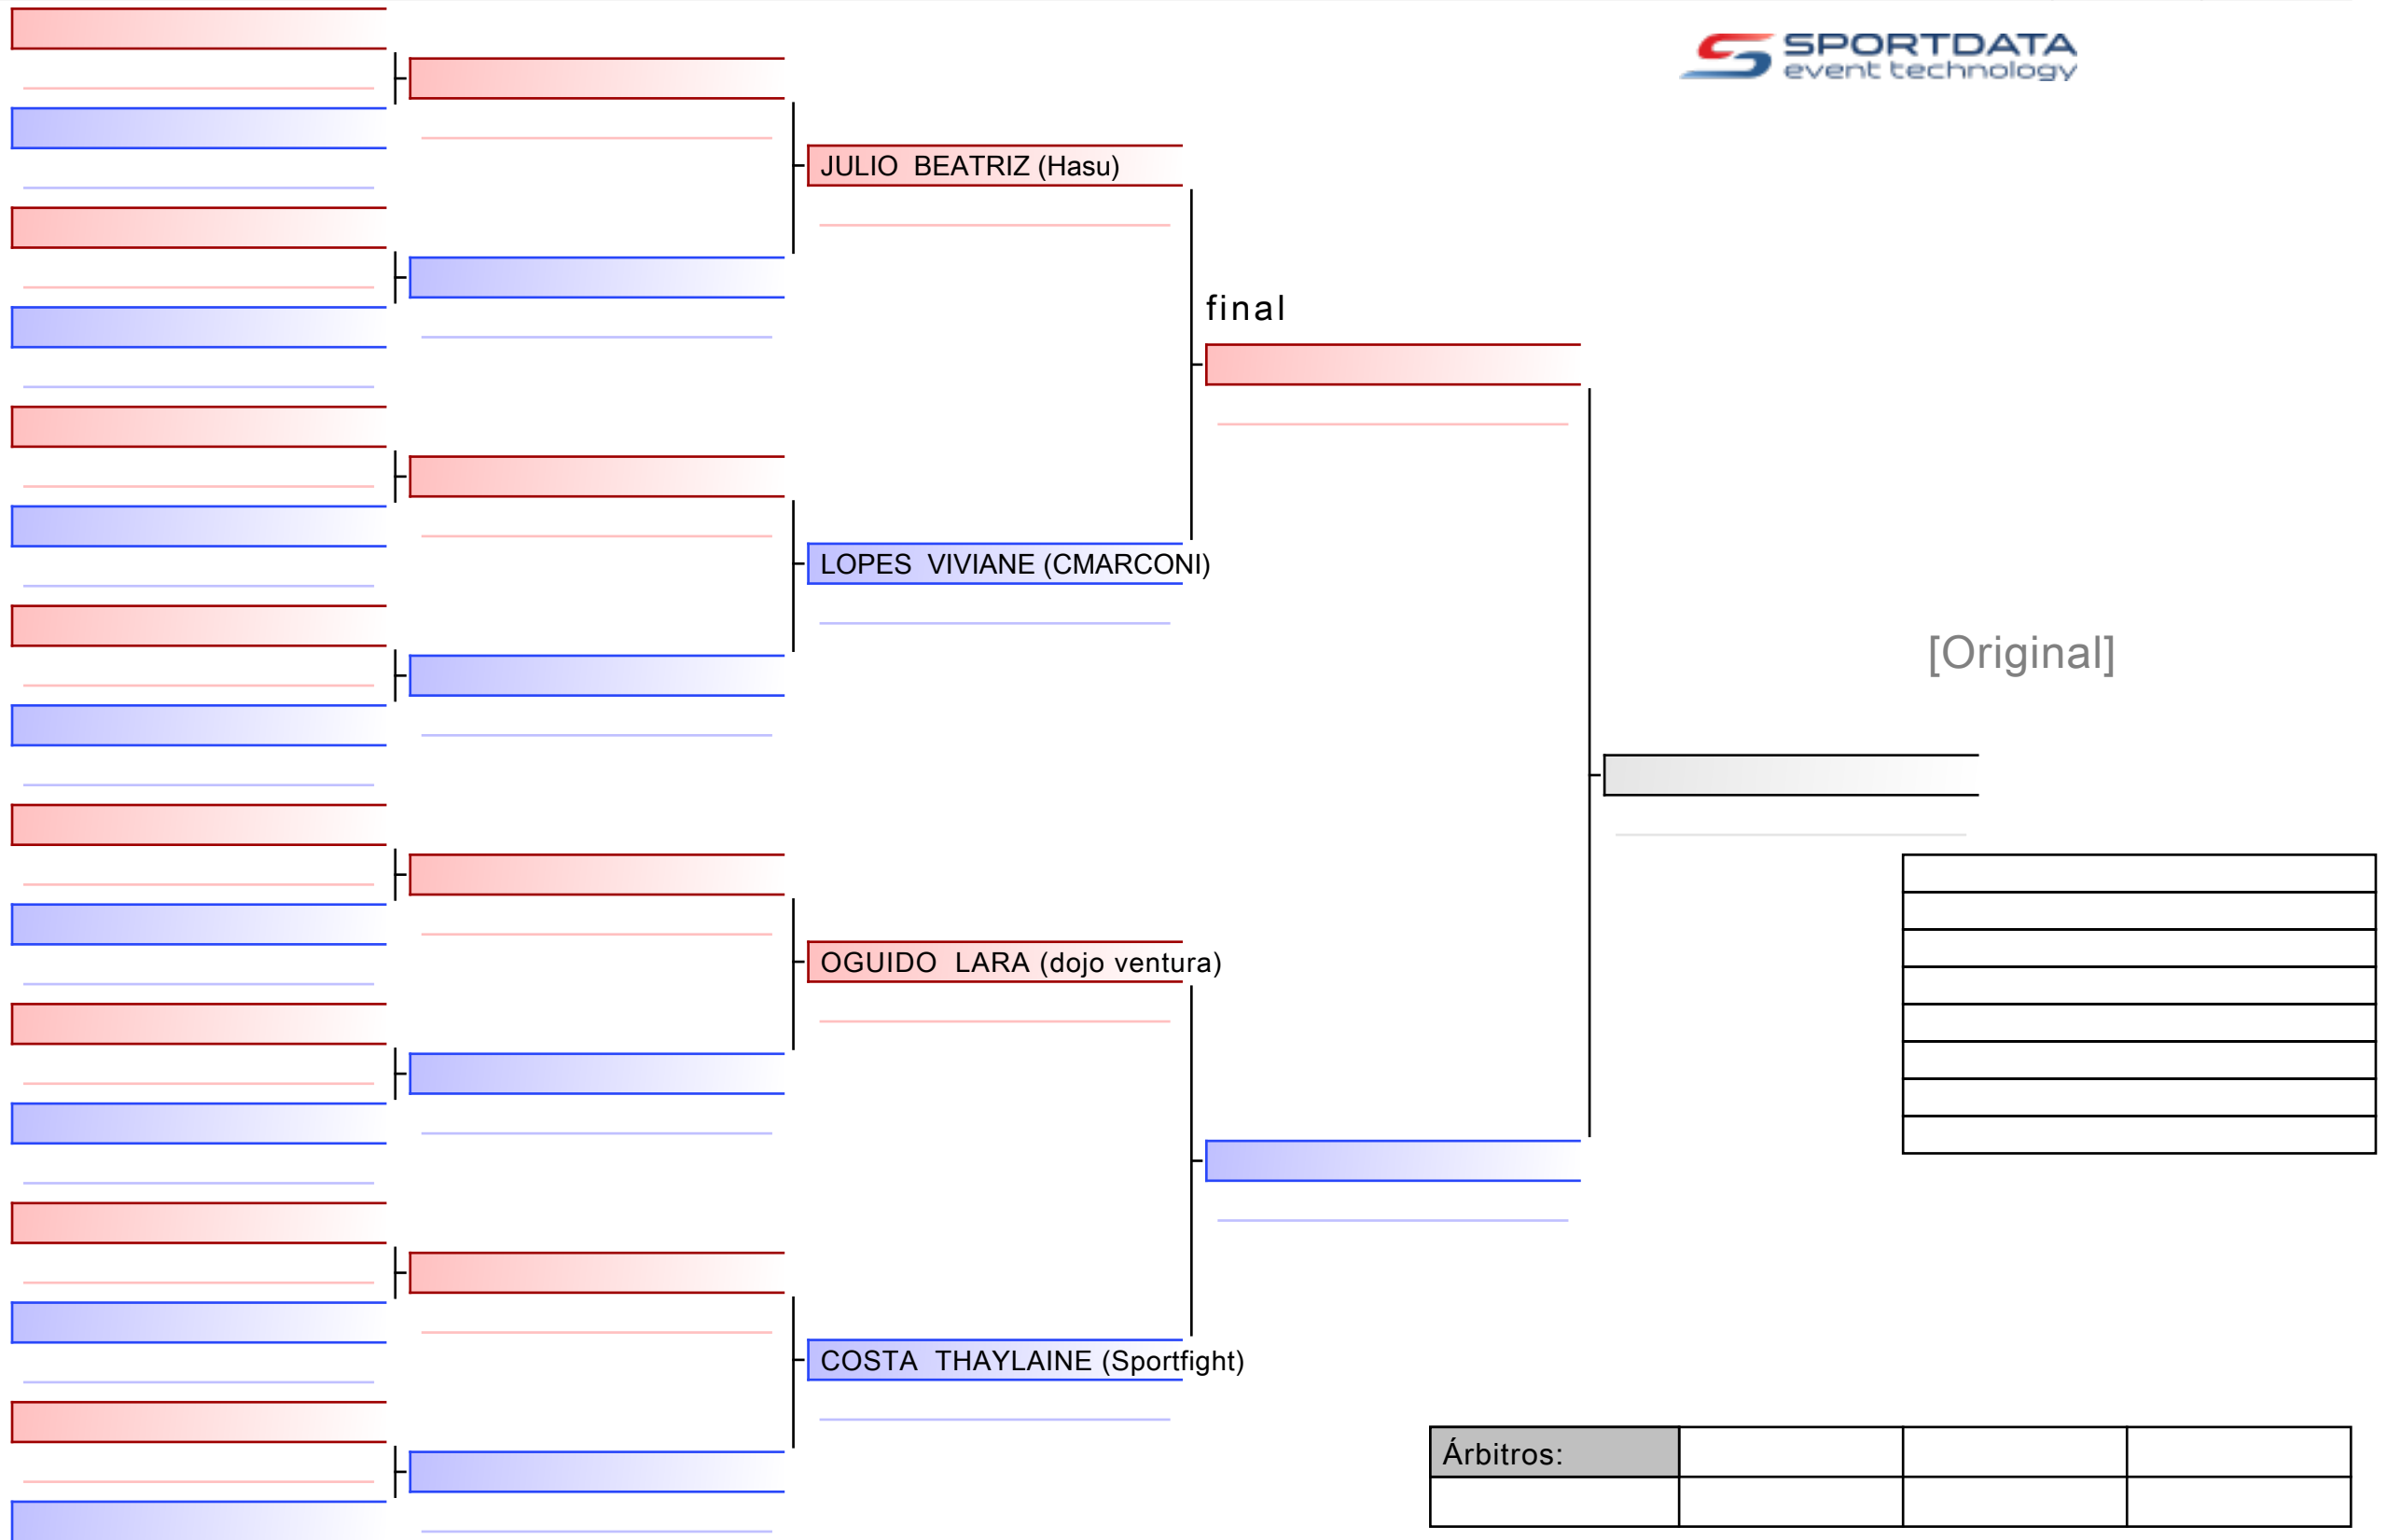 SPORTDATA
event technology
JULIO  BEATRIZ (Hasu)
final
LOPES  VIVIANE (CMARCONI)
[Original]
OGUIDO  LARA (dojo ventura)
COSTA  THAYLAINE (Sportfight)
Árbitros: